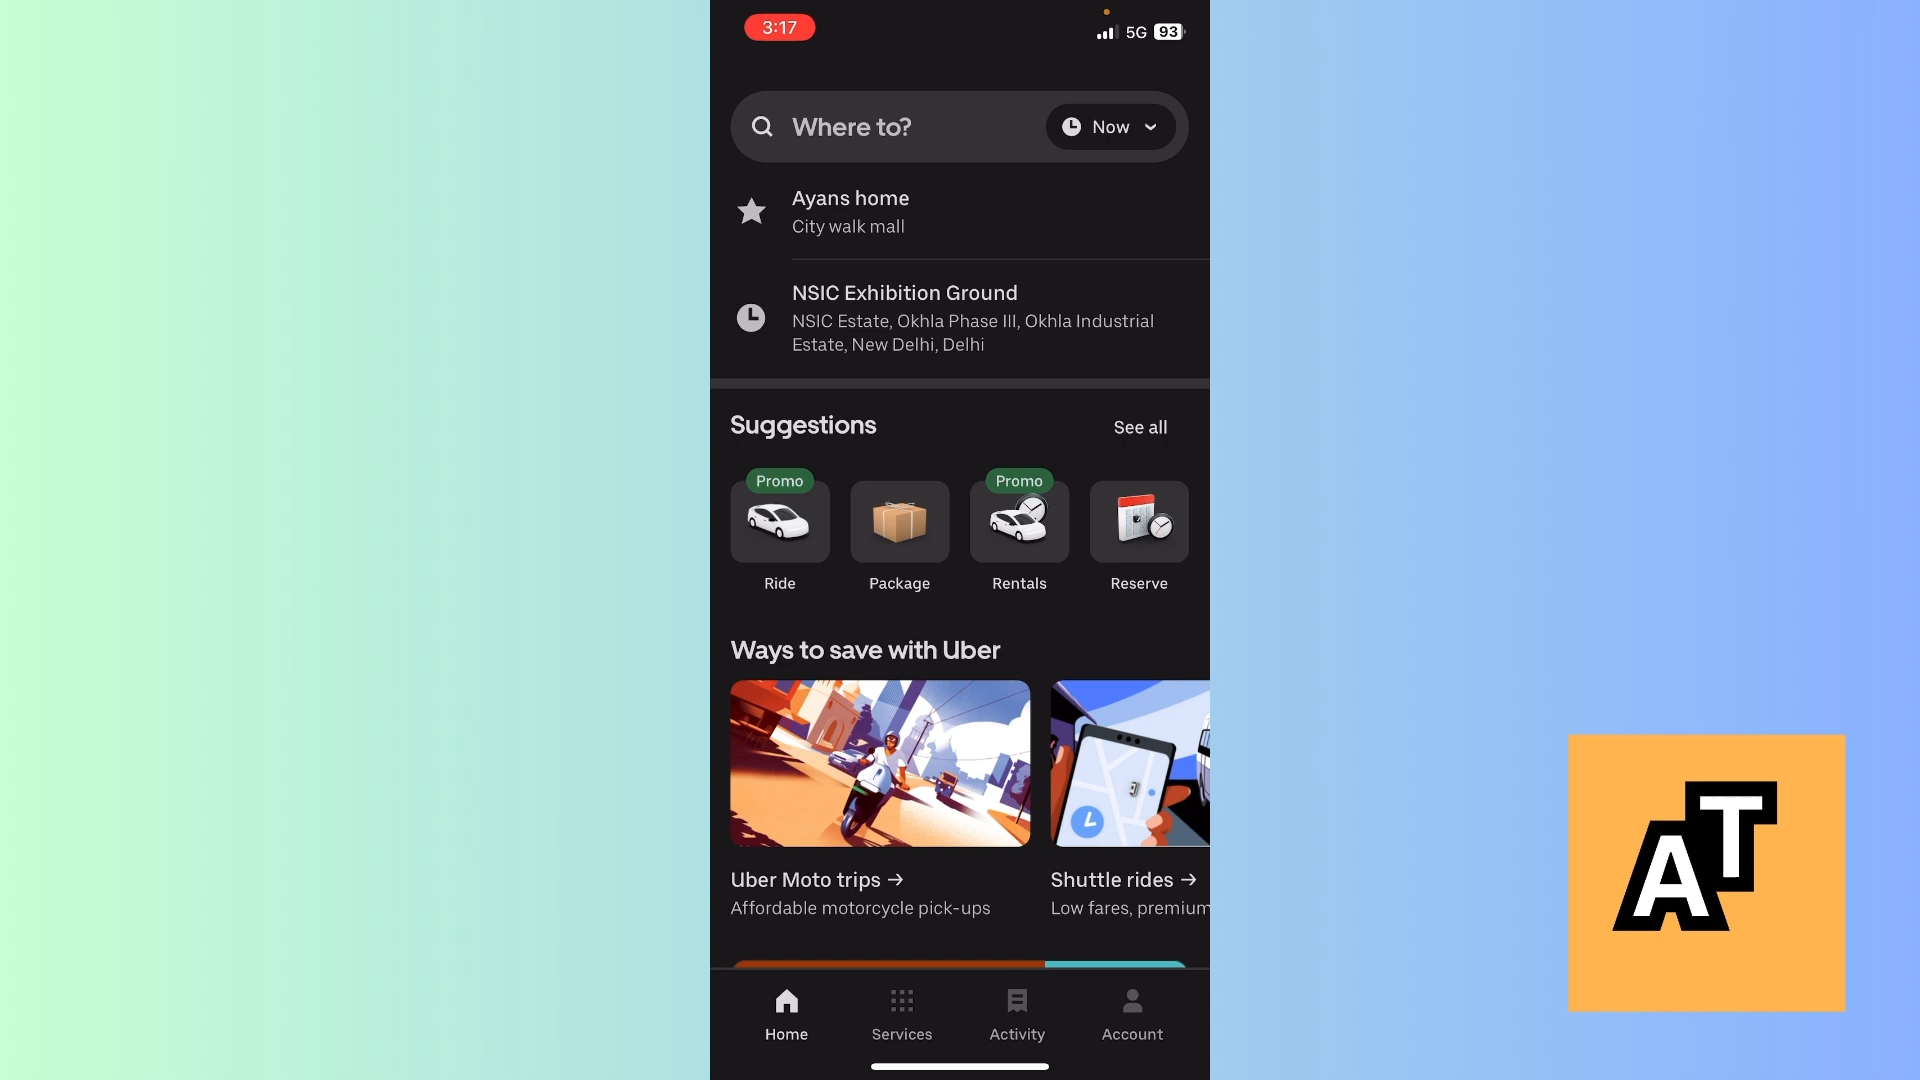 3:17
5G 93
Where to?
Now
Ayans home
City walk mall
NSIC Exhibition Ground
NSIC Estate, Okhla Phase III, Okhla Industrial
Estate, New Delhi, Delhi
Suggestions
See all
Promo
Promo
Ride
Package
Rentals
Reserve
Ways to save with Uber
Uber Moto trips →
Affordable motorcycle pick-ups
Shuttle rides →
Low fares, premium
Home
Services
Activity
Account
AT